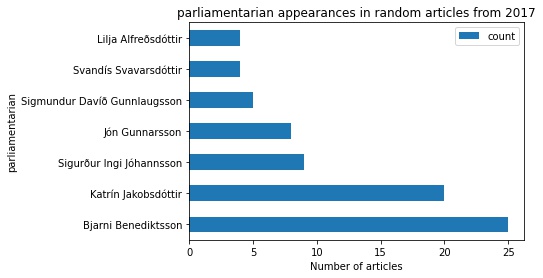 parliamentarian appearances in random articles from 2017
count
parliamentarian
Lilja Alfreðsdóttir
Svandís Svavarsdóttir
Sigmundur Davíð Gunnlaugsson
Jón Gunnarsson
Sigurður Ingi Jóhannsson
Katrín Jakobsdóttir
Bjarni Benediktsson
0 5 10 15 20 25
Number of articles